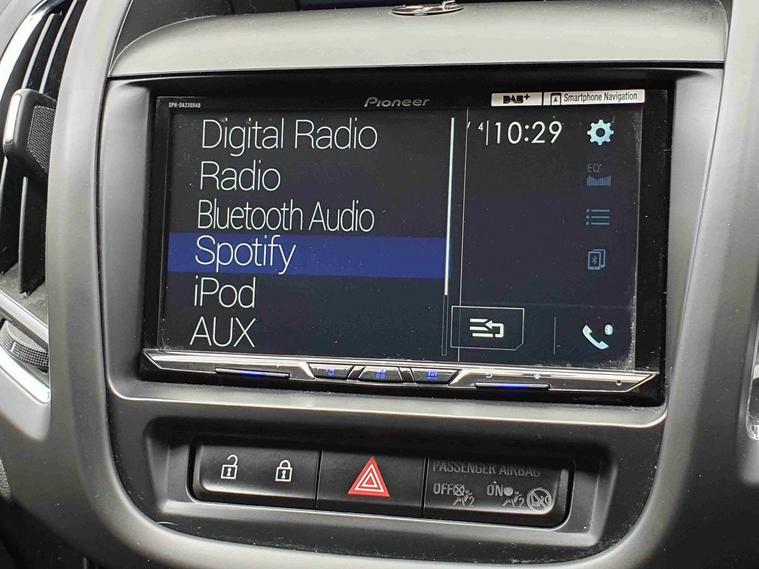 SPH-DA230DAB
Pioneer
DAB+
Smartphone Navigation
Digital Radio
Radio
Bluetooth Audio
Spotify
iPod
AUX
4 10:29
EQ
PASSENGER AIRBAG
OFF
ON